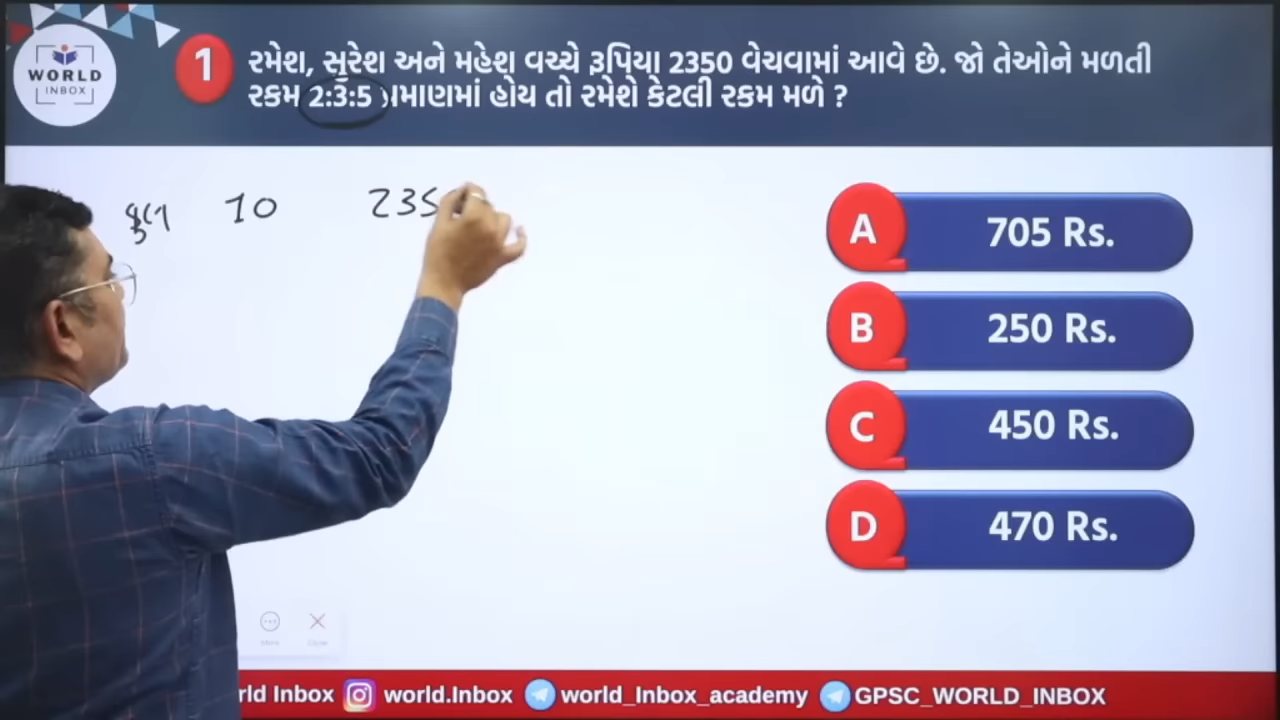 WORLD
INBOX
1
રમેશ, સુરેશ અને મહેશ વચ્ચે રૂપિયા 2350 વેચવામાં આવે છે. જો તેઓને મળતી
રકમ 2:3:5 પ્રમાણમાં હોય તો રમેશે કેટલી રકમ મળે ?
કુલ 10 235
A 705 Rs.
B 250 Rs.
C 450 Rs.
D 470 Rs.
More Close
rld Inbox world.Inbox world_Inbox_academy GPSC_WORLD_INBOX